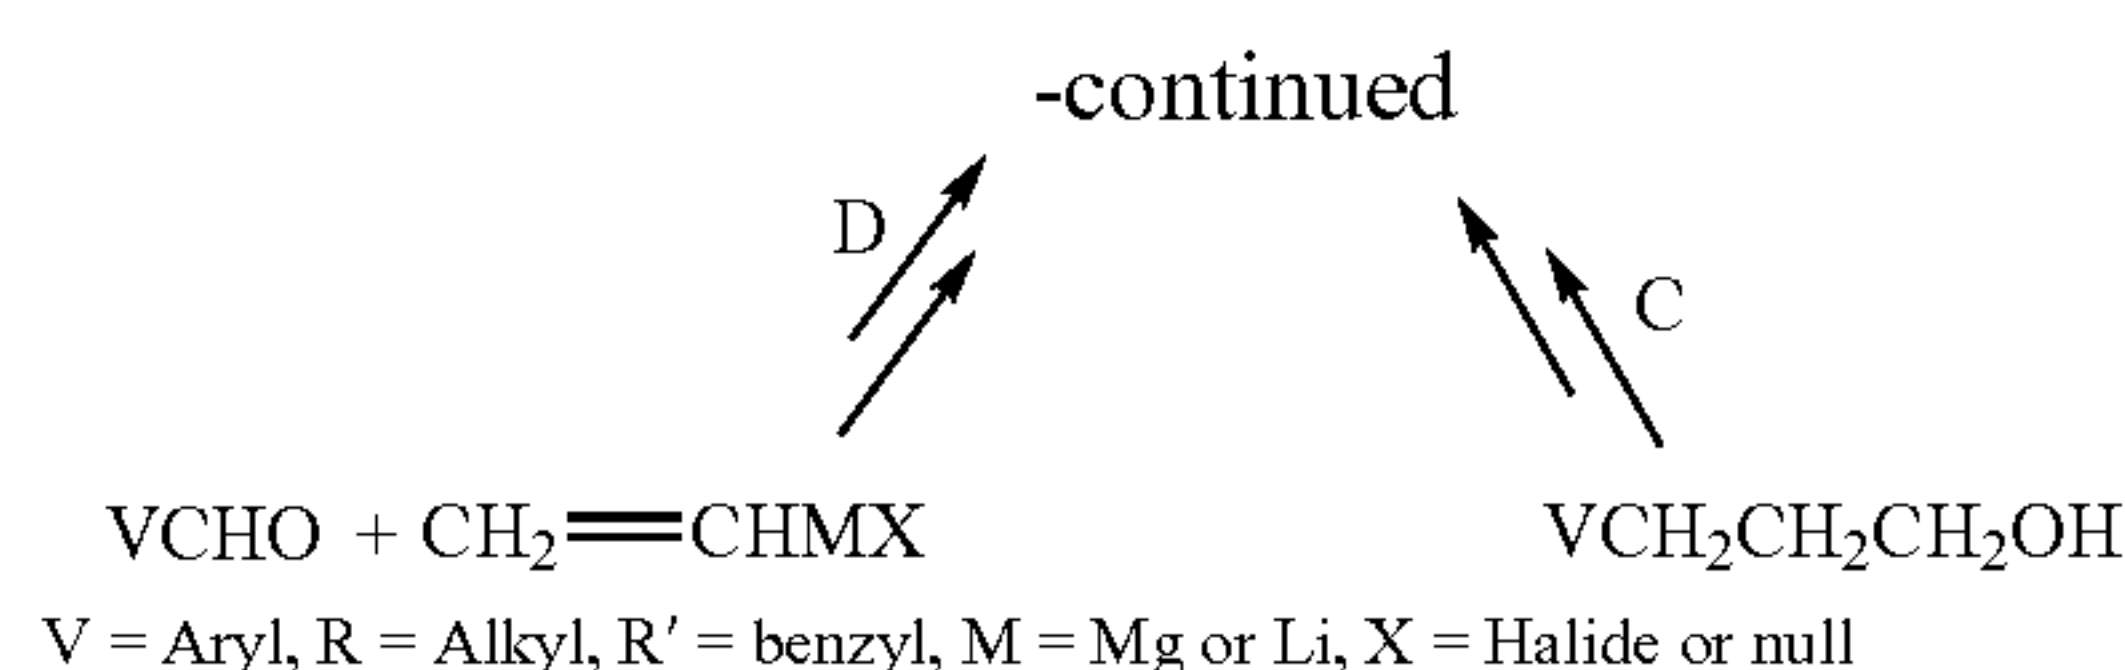 -continued
D
C
VCHO + CH₂═CHMX
VCH₂CH₂CH₂OH
V = Aryl, R = Alkyl, R′ = benzyl, M = Mg or Li, X = Halide or null